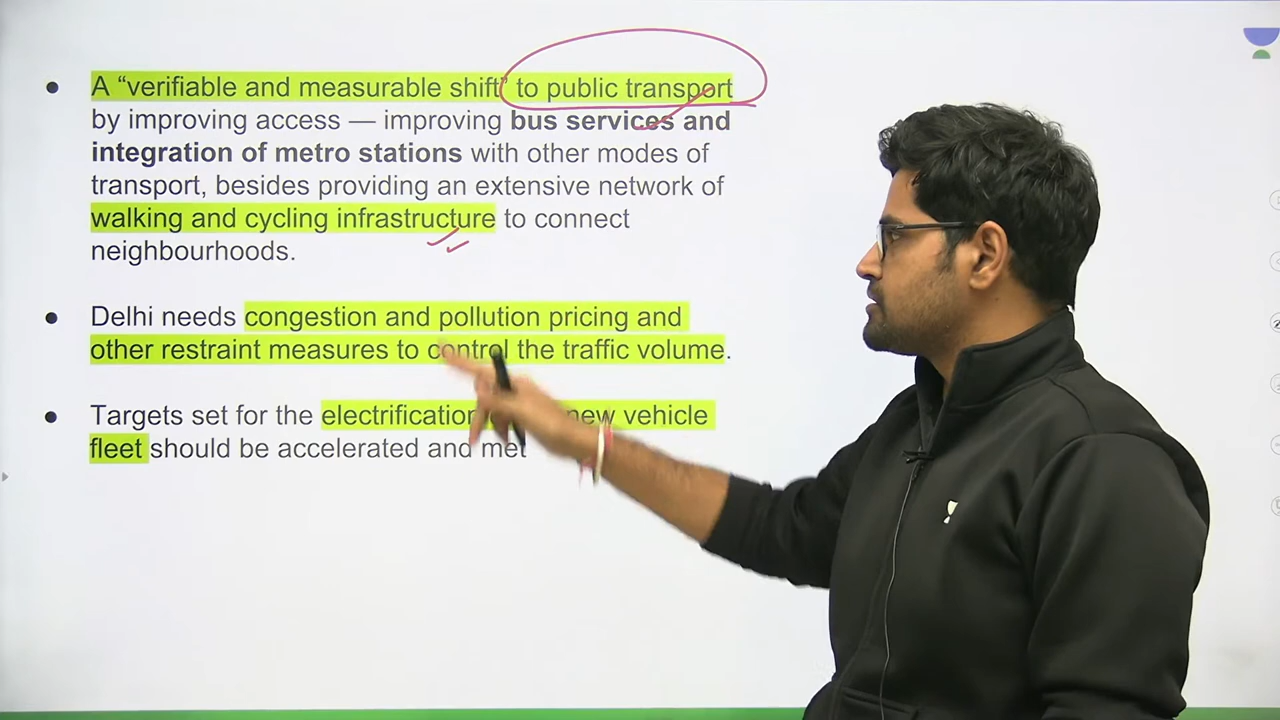 A “verifiable and measurable shift” to public transport
by improving access — improving bus services and
integration of metro stations with other modes of
transport, besides providing an extensive network of
walking and cycling infrastructure to connect
neighbourhoods.
Delhi needs congestion and pollution pricing and
other restraint measures to control the traffic volume.
Targets set for the electrification new vehicle
fleet should be accelerated and met